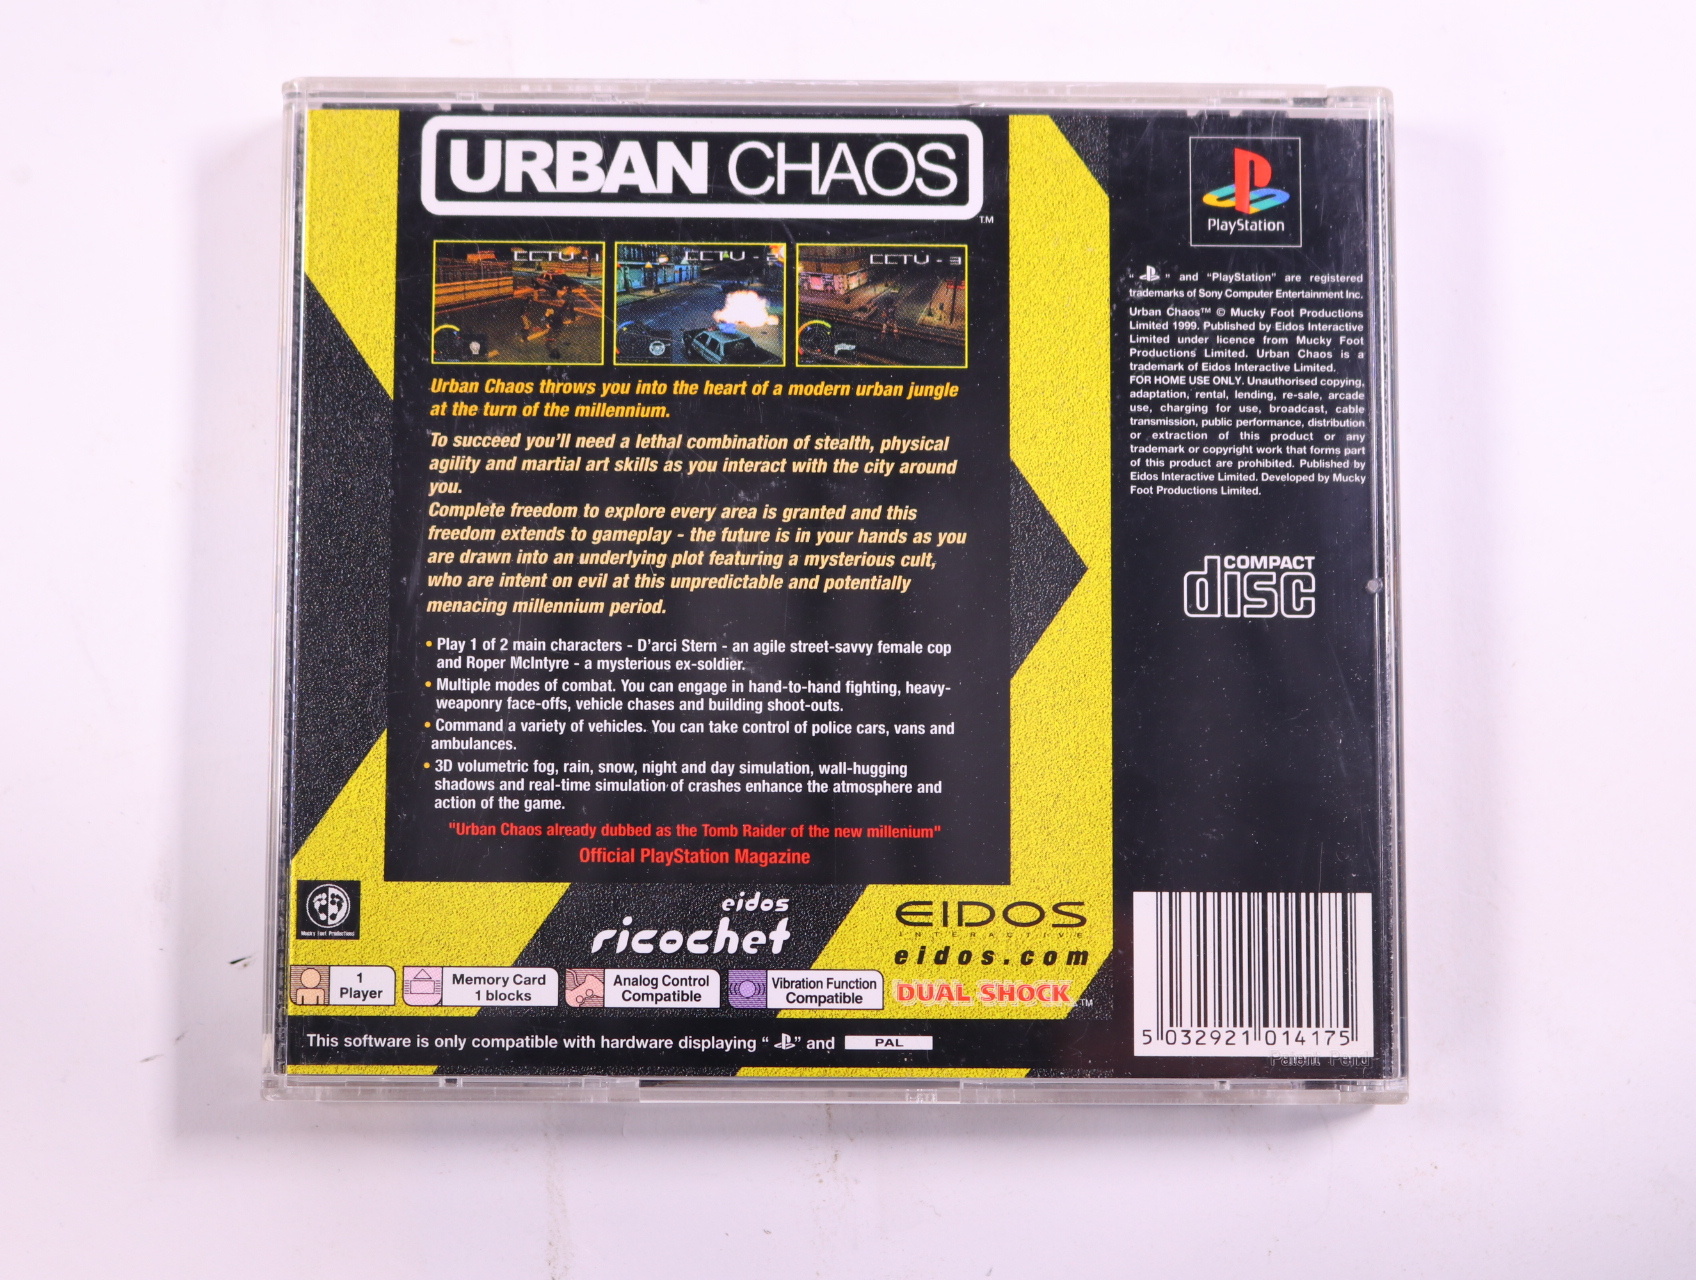 URBAN CHAOS
TM
CCTV - 1
CCTV - 2
CCTV - 3
Urban Chaos throws you into the heart of a modern urban jungle
at the turn of the millennium.
To succeed you'll need a lethal combination of stealth, physical
agility and martial art skills as you interact with the city around
you.
Complete freedom to explore every area is granted and this
freedom extends to gameplay - the future is in your hands as you
are drawn into an underlying plot featuring a mysterious cult,
who are intent on evil at this unpredictable and potentially
menacing millennium period.
• Play 1 of 2 main characters - D'arci Stern - an agile street-savvy female cop
and Roper McIntyre - a mysterious ex-soldier.
• Multiple modes of combat. You can engage in hand-to-hand fighting, heavy-
weaponry face-offs, vehicle chases and building shoot-outs.
• Command a variety of vehicles. You can take control of police cars, vans and
ambulances.
• 3D volumetric fog, rain, snow, night and day simulation, wall-hugging
shadows and real-time simulation of crashes enhance the atmosphere and
action of the game.
"Urban Chaos already dubbed as the Tomb Raider of the new millenium"
Official PlayStation Magazine
Mucky Foot Productions
eidos
ricochet
EIDOS
INTERACTIVE
eidos.com
1
Player
Memory Card
1 blocks
Analog Control
Compatible
Vibration Function
Compatible
DUAL SHOCK™
This software is only compatible with hardware displaying " " and PAL
PlayStation
" " and "PlayStation" are registered
trademarks of Sony Computer Entertainment Inc.
Urban Chaos™ © Mucky Foot Productions
Limited 1999. Published by Eidos Interactive
Limited under licence from Mucky Foot
Productions Limited. Urban Chaos is a
trademark of Eidos Interactive Limited.
FOR HOME USE ONLY. Unauthorised copying,
adaptation, rental, lending, re-sale, arcade
use, charging for use, broadcast, cable
transmission, public performance, distribution
or extraction of this product or any
trademark or copyright work that forms part
of this product are prohibited. Published by
Eidos Interactive Limited. Developed by Mucky
Foot Productions Limited.
COMPACT
disc
5 032921 014175
Patent Pend